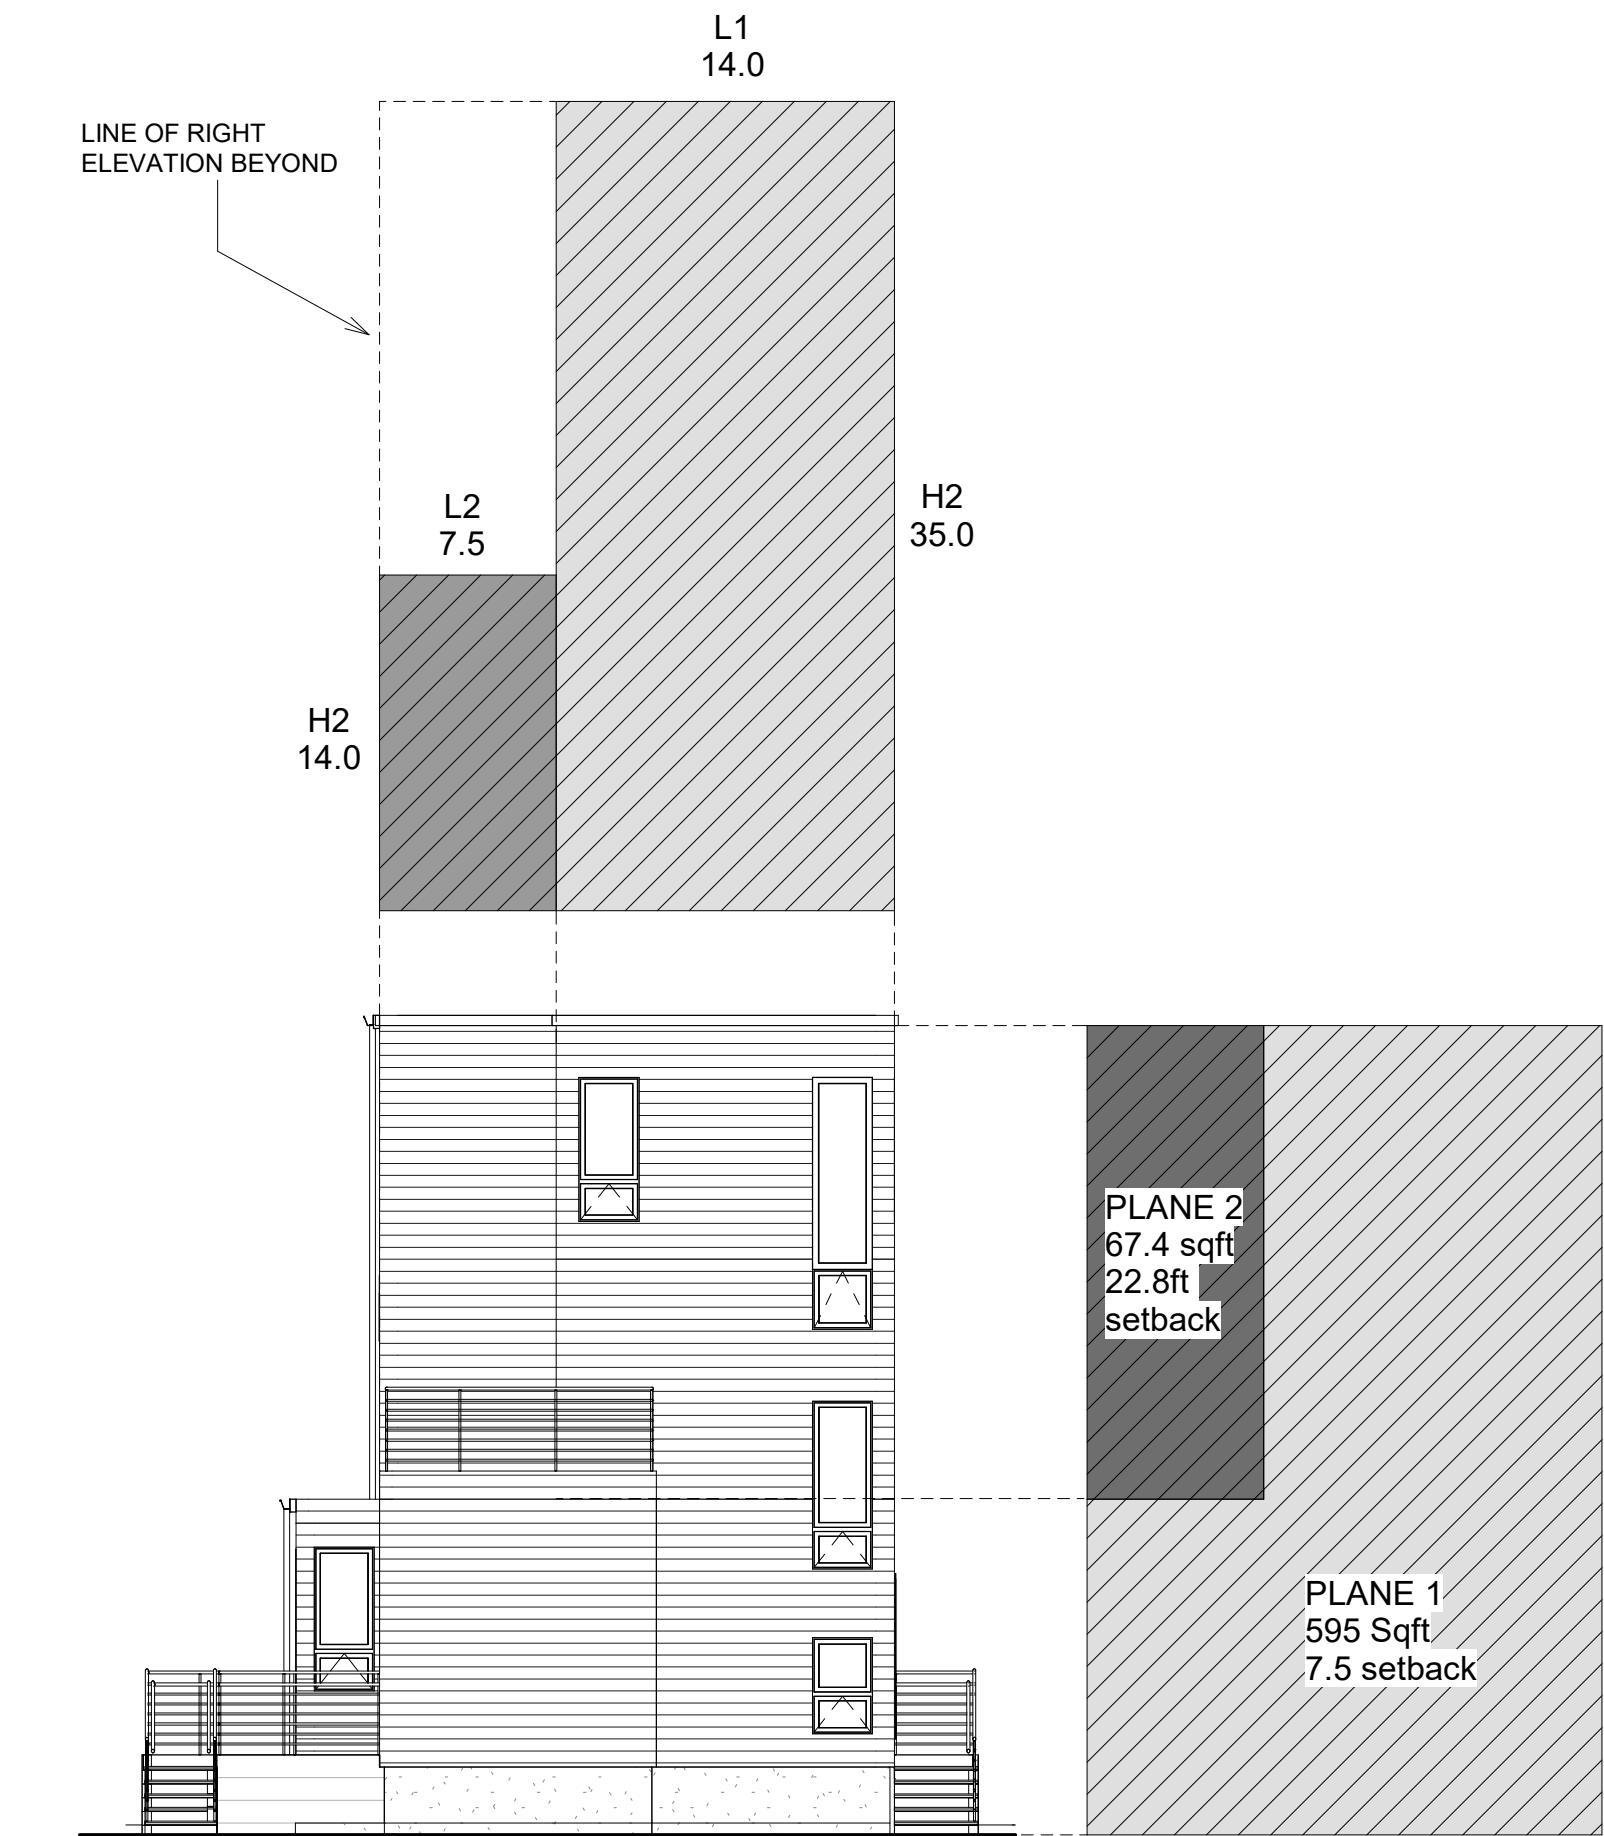 L1
14.0
LINE OF RIGHT
ELEVATION BEYOND
L2
7.5
H2
35.0
H2
14.0
PLANE 2
67.4 sqft
22.8ft
setback
PLANE 1
595 Sqft
7.5 setback